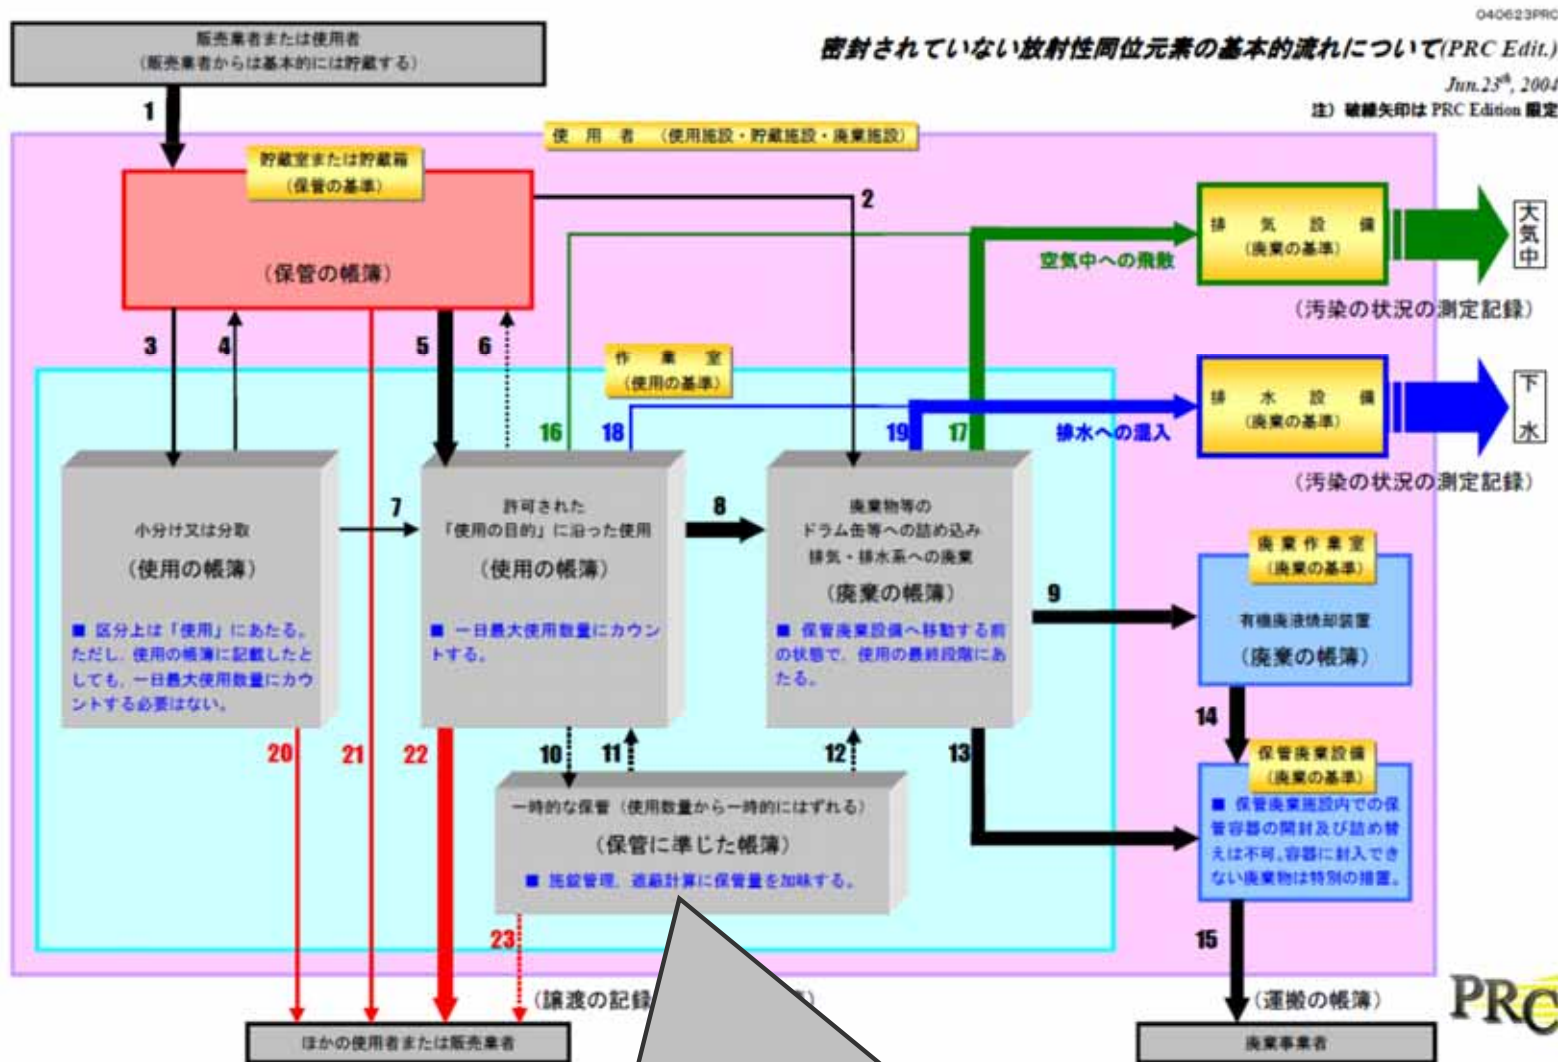 040623PRC
密封されていない放射性同位元素の基本的流れについて(PRC Edit.)
Jun.23th, 2004
注）破線矢印は PRC Edition 限定
販売業者または使用者
（販売業者からは基本的には貯蔵する）
1
使 用 者 （使用施設・貯蔵施設・廃棄施設）
貯蔵室または貯蔵箱
（保管の基準）
（保管の帳簿）
2
排 気 設 備
（廃棄の基準）
大気中
空気中への飛散
（汚染の状況の測定記録）
3
4
5
6
作 業 室
（使用の基準）
排 水 設 備
（廃棄の基準）
下 水
16
18
19
17
排水への混入
（汚染の状況の測定記録）
小分け又は分取
（使用の帳簿）
■ 区分上は「使用」にあたる。
ただし、使用の帳簿に記載したと
しても、一日最大使用数量にカウ
ントする必要はない。
7
許可された
「使用の目的」に沿った使用
（使用の帳簿）
■ 一日最大使用数量にカウン
トする。
8
廃棄物等の
ドラム缶等への詰め込み
排気・排水系への廃棄
（廃棄の帳簿）
■ 保管廃棄設備へ移動する前
の状態で、使用の最終段階にあ
たる。
9
廃棄作業室
（廃棄の基準）
有機廃液焼却装置
（廃棄の帳簿）
14
20
21
22
10
11
12
13
保管廃棄設備
（廃棄の基準）
■ 保管廃棄施設内での保
管容器の開封及び詰め替
えは不可。容器に封入でき
ない廃棄物は特別の措置。
一時的な保管（使用数量から一時的にはずれる）
（保管に準じた帳簿）
■ 施錠管理、遮蔽計算に保管量を加味する。
23
15
（譲渡の記録
（運搬の帳簿）
PRC
ほかの使用者または販売業者
廃棄事業者